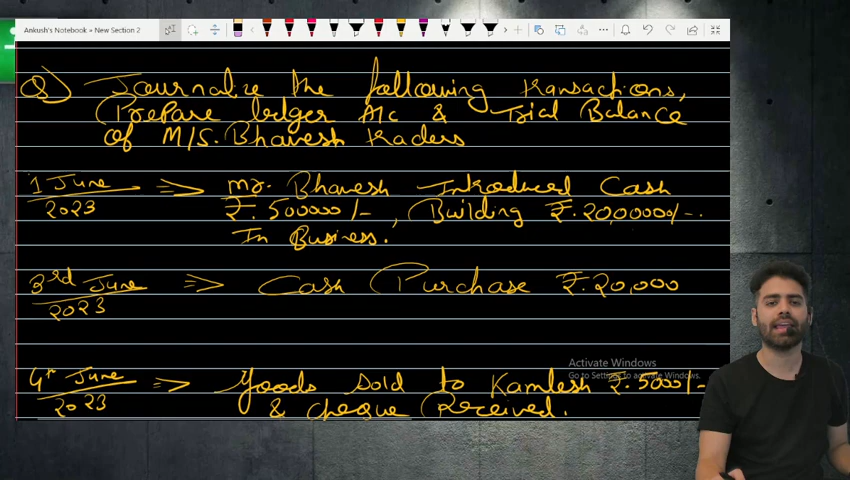 Ankush's Notebook » New Section 2
Q) Journalize the following transactions,
Prepare ledger A/c & Trial Balance
of M/S. Bhavesh traders
1 June 2023 => Mr. Bhavesh Introduced Cash
₹.500000/-, Building ₹.20,00000/-.
In Business.
3rd June 2023 => Cash Purchase ₹.20,000
Activate Windows
Go to Settings to activate Windows.
4th June 2023 => Goods sold to Kamlesh ₹.5000/-
& cheque Received.